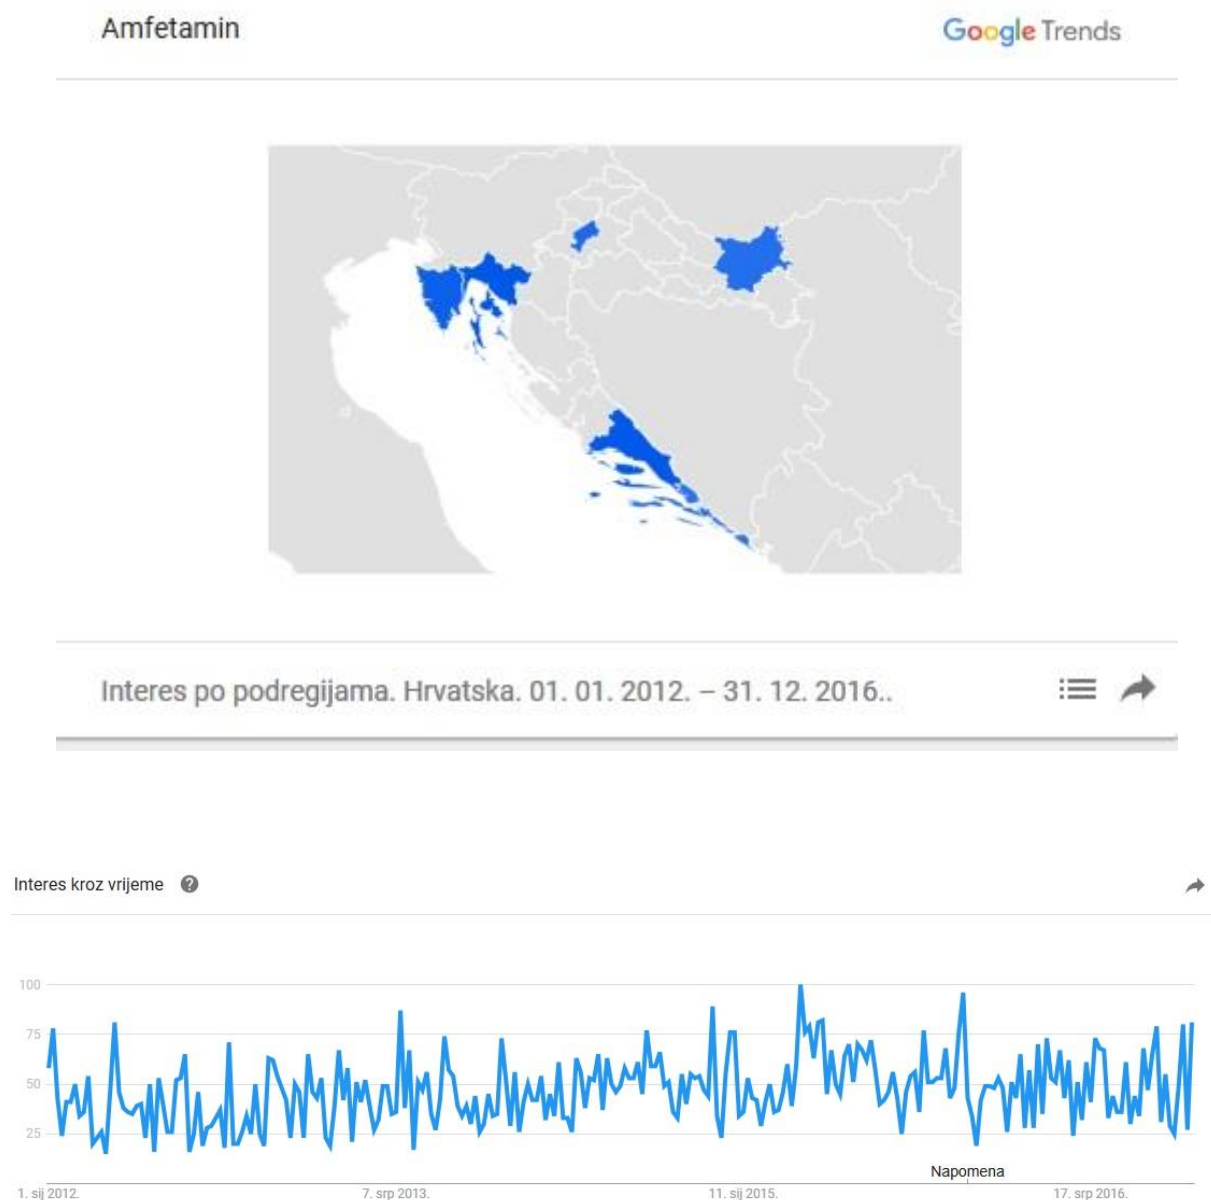 Amfetamin
Google Trends
Interes po podregijama. Hrvatska. 01. 01. 2012. – 31. 12. 2016..
Interes kroz vrijeme ?
100
75
50
25
Napomena
1. sij 2012. 7. srp 2013. 11. sij 2015. 17. srp 2016.